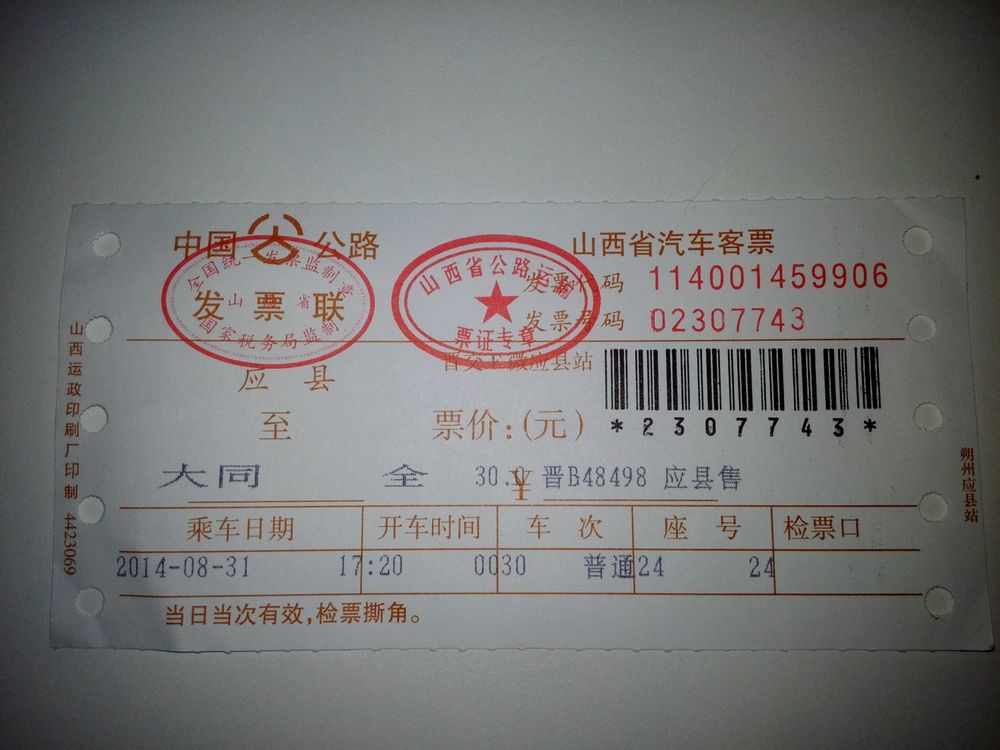 中国公路
山西省汽车客票
全国统一发票监制章
山西省
国家税务局监制
发票联
山西省公路运输
票证专章
发票代码 114001459906
发票号码 02307743
应县站
应县
至
票价:(元)
*2307743*
大同 全 30.0 ¥ 晋B48498 应县售
乘车日期 开车时间 车次 座号 检票口
2014-08-31 17:20 0030 普通24 24
当日当次有效,检票撕角。
山西运政印刷厂印制 4423069
朔州应县站